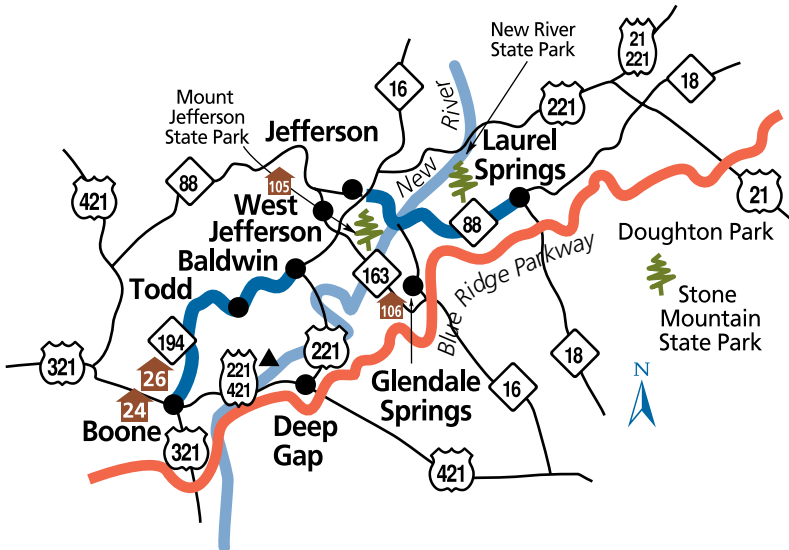 New River
State Park
21
221
16
18
221
Mount
Jefferson
State Park
Jefferson
River
Laurel
Springs
New
88
421
105
West
Jefferson
88
21
Doughton Park
Baldwin
163
Blue Ridge Parkway
Todd
106
Stone
Mountain
State Park
194
221
18
321
26
221
421
N
24
Glendale
Springs
16
Boone
Deep
Gap
321
421